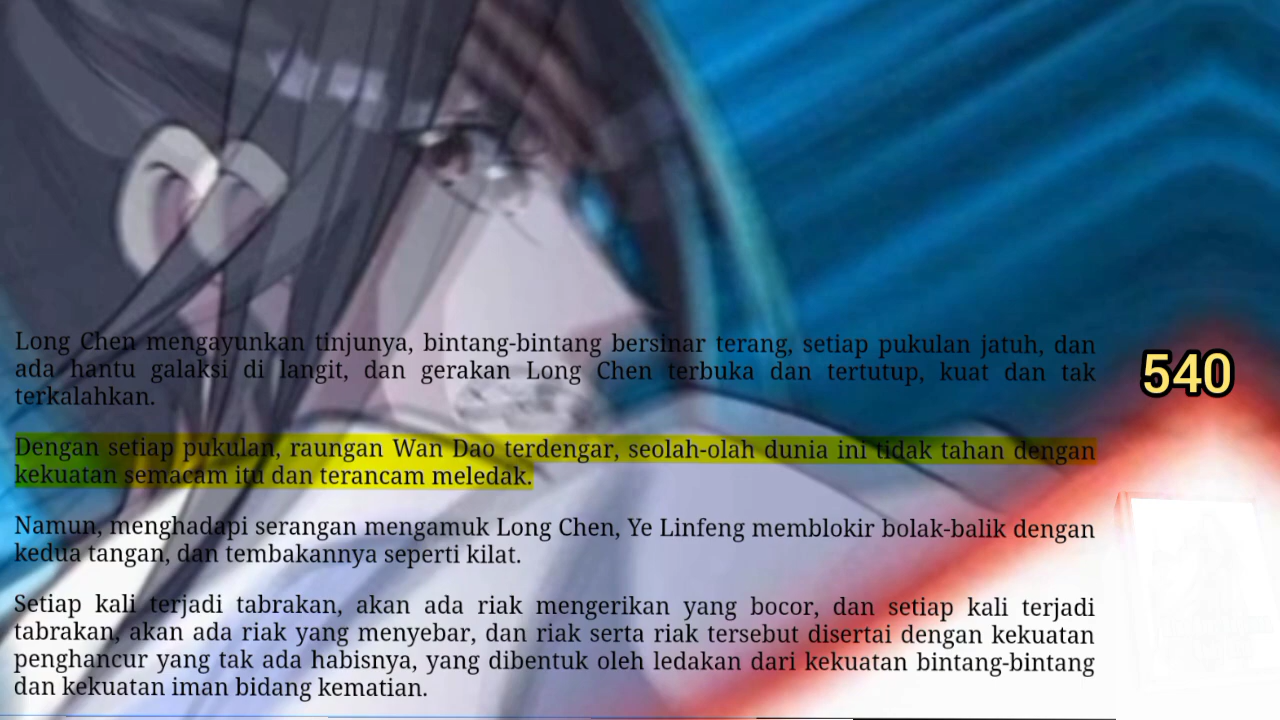 Long Chen mengayunkan tinjunya, bintang-bintang bersinar terang, setiap pukulan jatuh, dan
ada hantu galaksi di langit, dan gerakan Long Chen terbuka dan tertutup, kuat dan tak
terkalahkan.
540
Dengan setiap pukulan, raungan Wan Dao terdengar, seolah-olah dunia ini tidak tahan dengan
kekuatan semacam itu dan terancam meledak.
Namun, menghadapi serangan mengamuk Long Chen, Ye Linfeng memblokir bolak-balik dengan
kedua tangan, dan tembakannya seperti kilat.
Setiap kali terjadi tabrakan, akan ada riak mengerikan yang bocor, dan setiap kali terjadi
tabrakan, akan ada riak yang menyebar, dan riak serta riak tersebut disertai dengan kekuatan
penghancur yang tak ada habisnya, yang dibentuk oleh ledakan dari kekuatan bintang-bintang
dan kekuatan iman bidang kematian.